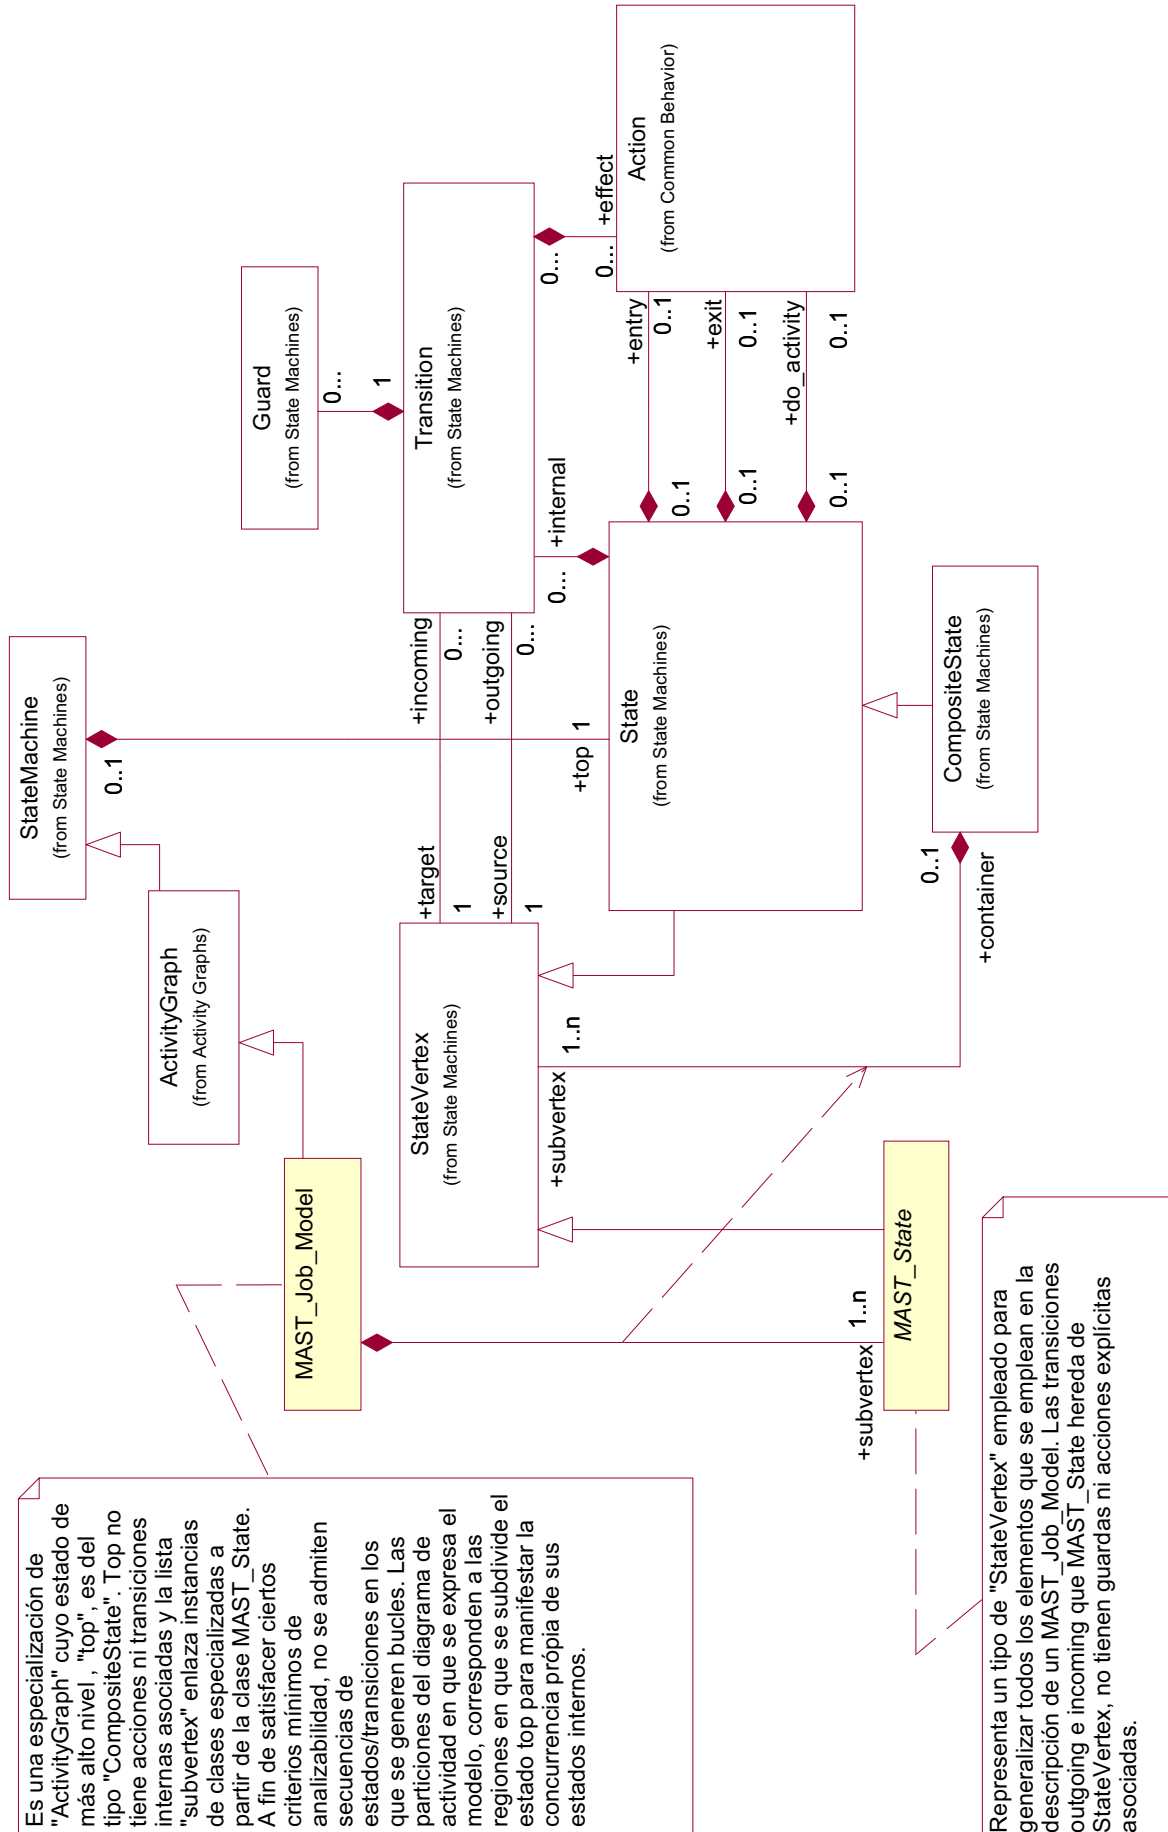 StateMachine
(from State Machines)
0..1
ActivityGraph
(from Activity Graphs)
MAST_Job_Model
Guard
(from State Machines)
0...
1
Transition
(from State Machines)
+incoming
0...
+outgoing
0...
+target
1
+source
1
StateVertex
(from State Machines)
+subvertex
1..n
0...
+internal
0...
0...
+effect
Action
(from Common Behavior)
+entry
0..1
+exit
0..1
+do_activity
0..1
0..1
0..1
0..1
+top
1
State
(from State Machines)
CompositeState
(from State Machines)
0..1
+container
+subvertex
1..n
MAST_State
Es una especialización de
"ActivityGraph" cuyo estado de
más alto nivel, "top", es del
tipo "CompositeState". Top no
tiene acciones ni transiciones
internas asociadas y la lista
"subvertex" enlaza instancias
de clases especializadas a
partir de la clase MAST_State.
A fin de satisfacer ciertos
criterios mínimos de
analizabilidad, no se admiten
secuencias de
estados/transiciones en los
que se generen bucles. Las
particiones del diagrama de
actividad en que se expresa el
modelo, corresponden a las
regiones en que se subdivide el
estado top para manifestar la
concurrencia própia de sus
estados internos.
Representa un tipo de "StateVertex" empleado para
generalizar todos los elementos que se emplean en la
descripción de un MAST_Job_Model. Las transiciones
outgoing e incoming que MAST_State hereda de
StateVertex, no tienen guardas ni acciones explícitas
asociadas.